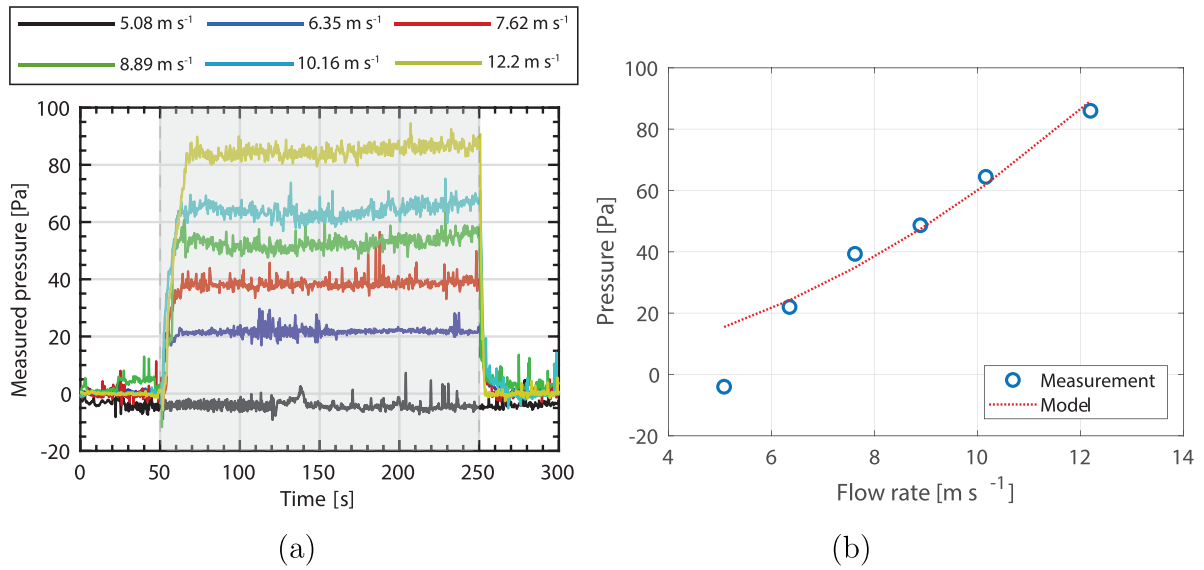 5.08 m s⁻¹ 6.35 m s⁻¹ 7.62 m s⁻¹
8.89 m s⁻¹ 10.16 m s⁻¹ 12.2 m s⁻¹
Measured pressure [Pa]
100
80
60
40
20
0
-20
0 50 100 150 200 250 300
Time [s]
(a)
Pressure [Pa]
100
80
60
40
20
0
-20
Measurement
Model
4 6 8 10 12 14
Flow rate [m s ⁻¹]
(b)